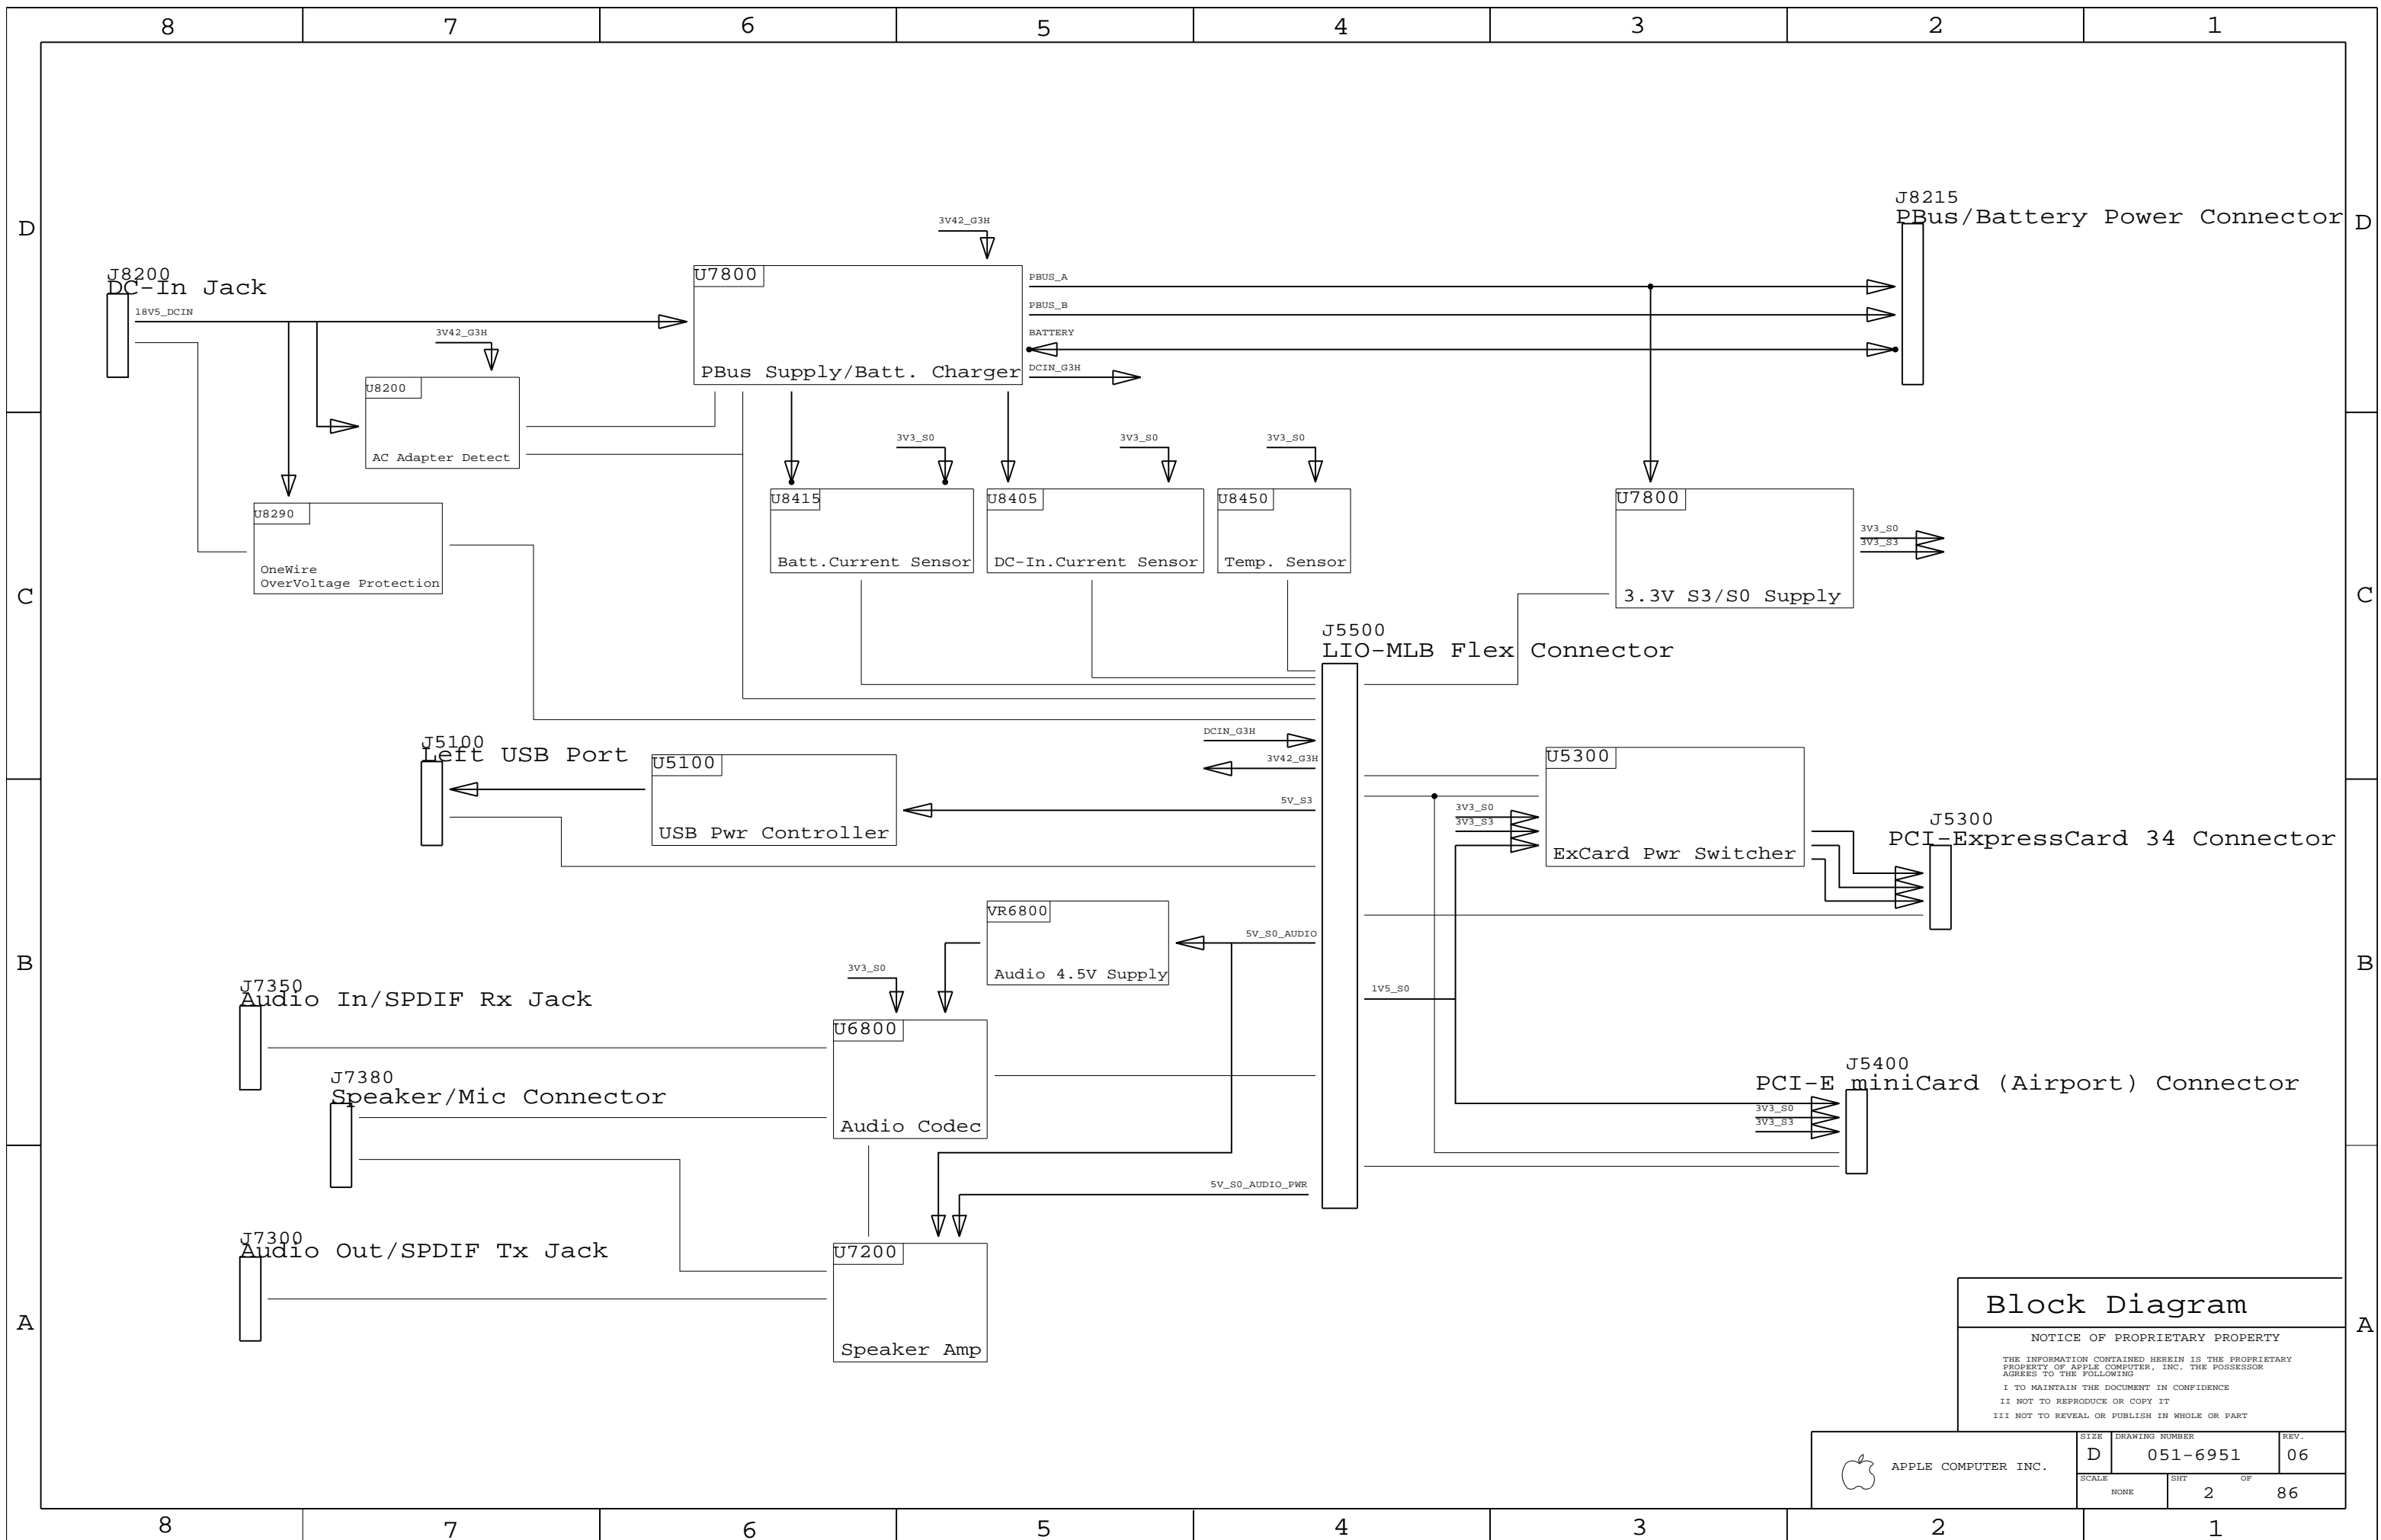 8 7 6 5 4 3 2 1
D
D
J8215
PBus/Battery Power Connector
3V42_G3H
J8200
DC-In Jack
18V5_DCIN
U7800
PBus Supply/Batt. Charger
PBUS_A
PBUS_B
BATTERY
DCIN_G3H
3V42_G3H
U8200
AC Adapter Detect
3V3_S0
3V3_S0
3V3_S0
U8290
OneWire
OverVoltage Protection
U8415
Batt.Current Sensor
U8405
DC-In.Current Sensor
U8450
Temp. Sensor
U7800
3.3V S3/S0 Supply
3V3_S0
3V3_S3
C
C
J5500
LIO-MLB Flex Connector
DCIN_G3H
3V42_G3H
5V_S3
J5100
Left USB Port
U5100
USB Pwr Controller
U5300
ExCard Pwr Switcher
3V3_S0
3V3_S3
J5300
PCI-ExpressCard 34 Connector
VR6800
Audio 4.5V Supply
5V_S0_AUDIO
3V3_S0
1V5_S0
B
B
J7350
Audio In/SPDIF Rx Jack
U6800
Audio Codec
J7380
Speaker/Mic Connector
J5400
PCI-E miniCard (Airport) Connector
3V3_S0
3V3_S3
5V_S0_AUDIO_PWR
J7300
Audio Out/SPDIF Tx Jack
U7200
Speaker Amp
A
A
Block Diagram
NOTICE OF PROPRIETARY PROPERTY
THE INFORMATION CONTAINED HEREIN IS THE PROPRIETARY
PROPERTY OF APPLE COMPUTER, INC. THE POSSESSOR
AGREES TO THE FOLLOWING
I TO MAINTAIN THE DOCUMENT IN CONFIDENCE
II NOT TO REPRODUCE OR COPY IT
III NOT TO REVEAL OR PUBLISH IN WHOLE OR PART
APPLE COMPUTER INC.
SIZE DRAWING NUMBER REV.
D 051-6951 06
SCALE SHT OF
NONE 2 86
8 7 6 5 4 3 2 1